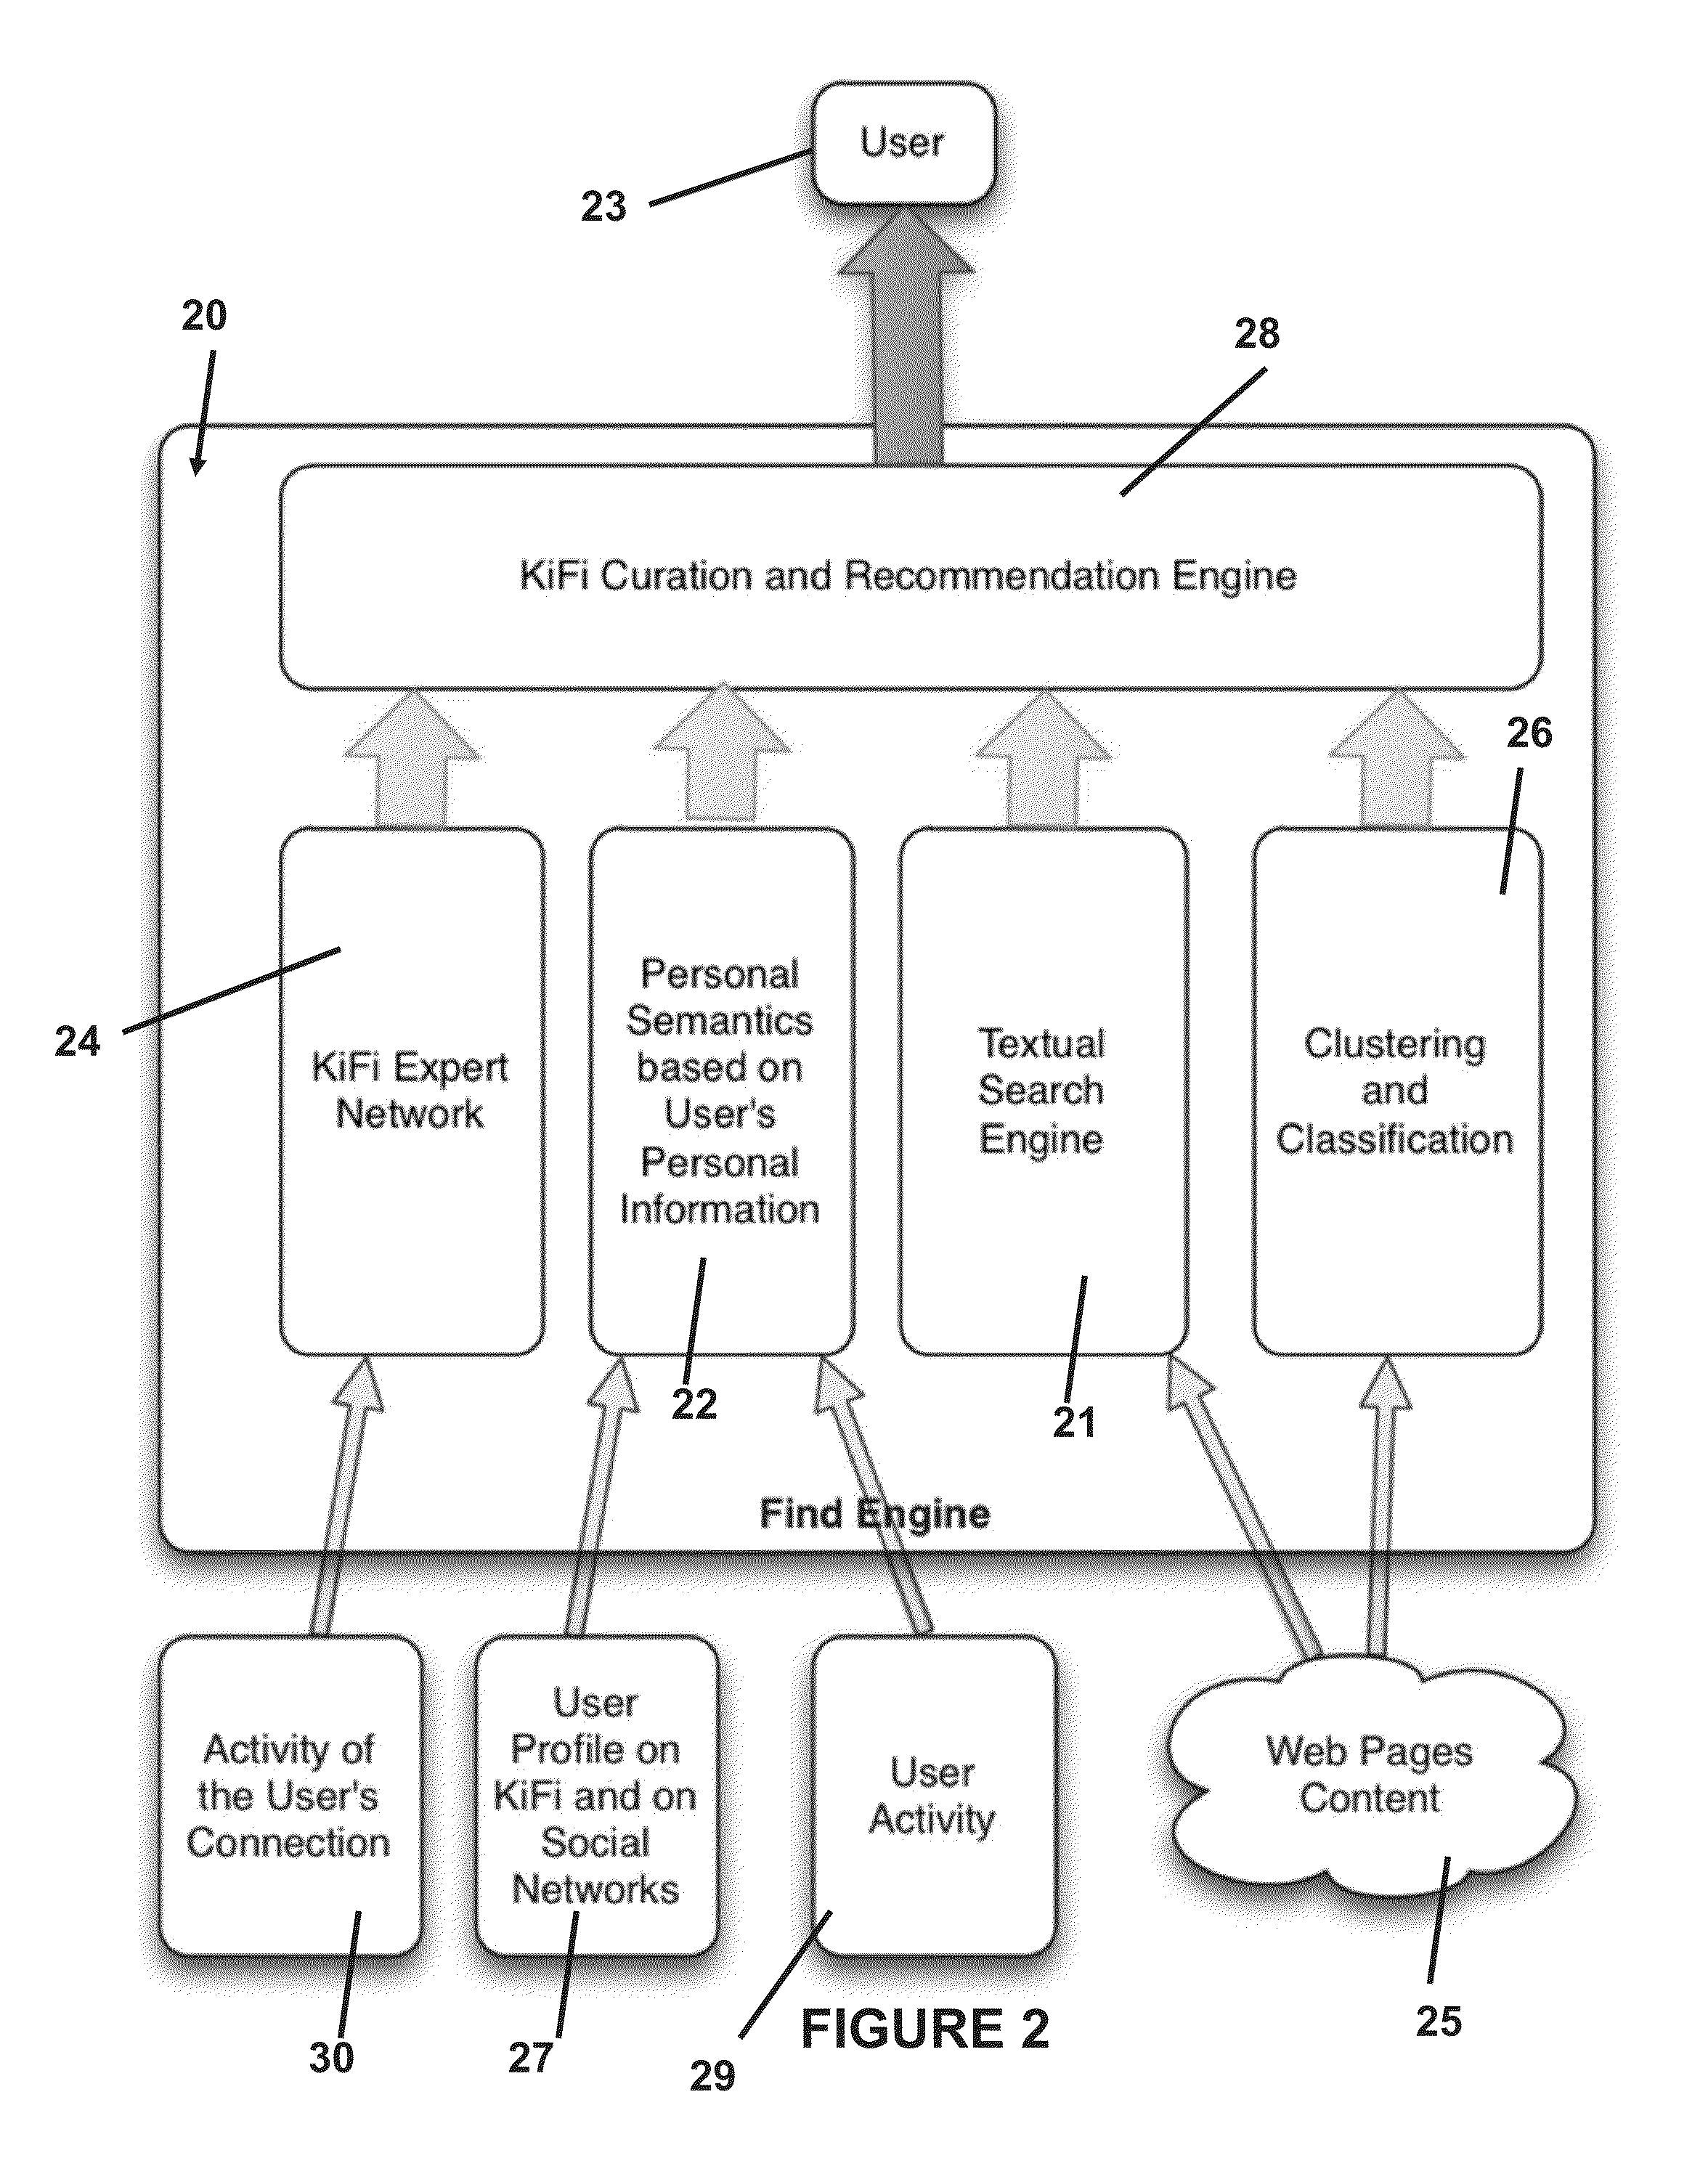 User
23
20
28
KiFi Curation and Recommendation Engine
26
24
KiFi Expert
Network
Personal
Semantics
based on
User's
Personal
Information
Textual
Search
Engine
Clustering
and
Classification
22
21
Find Engine
Activity of
the User's
Connection
User
Profile on
KiFi and on
Social
Networks
User
Activity
Web Pages
Content
30
27
29
FIGURE 2
25